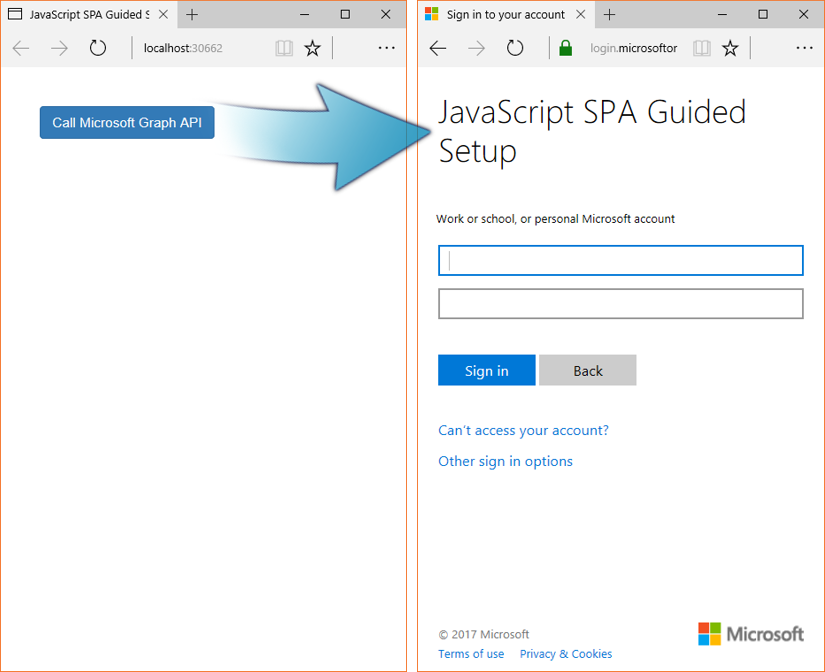 JavaScript SPA Guided S
localhost:30662
Call Microsoft Graph API
Sign in to your account
login.microsoftor
JavaScript SPA Guided
Setup
Work or school, or personal Microsoft account
Sign in
Back
Can't access your account?
Other sign in options
© 2017 Microsoft
Terms of use
Privacy & Cookies
Microsoft